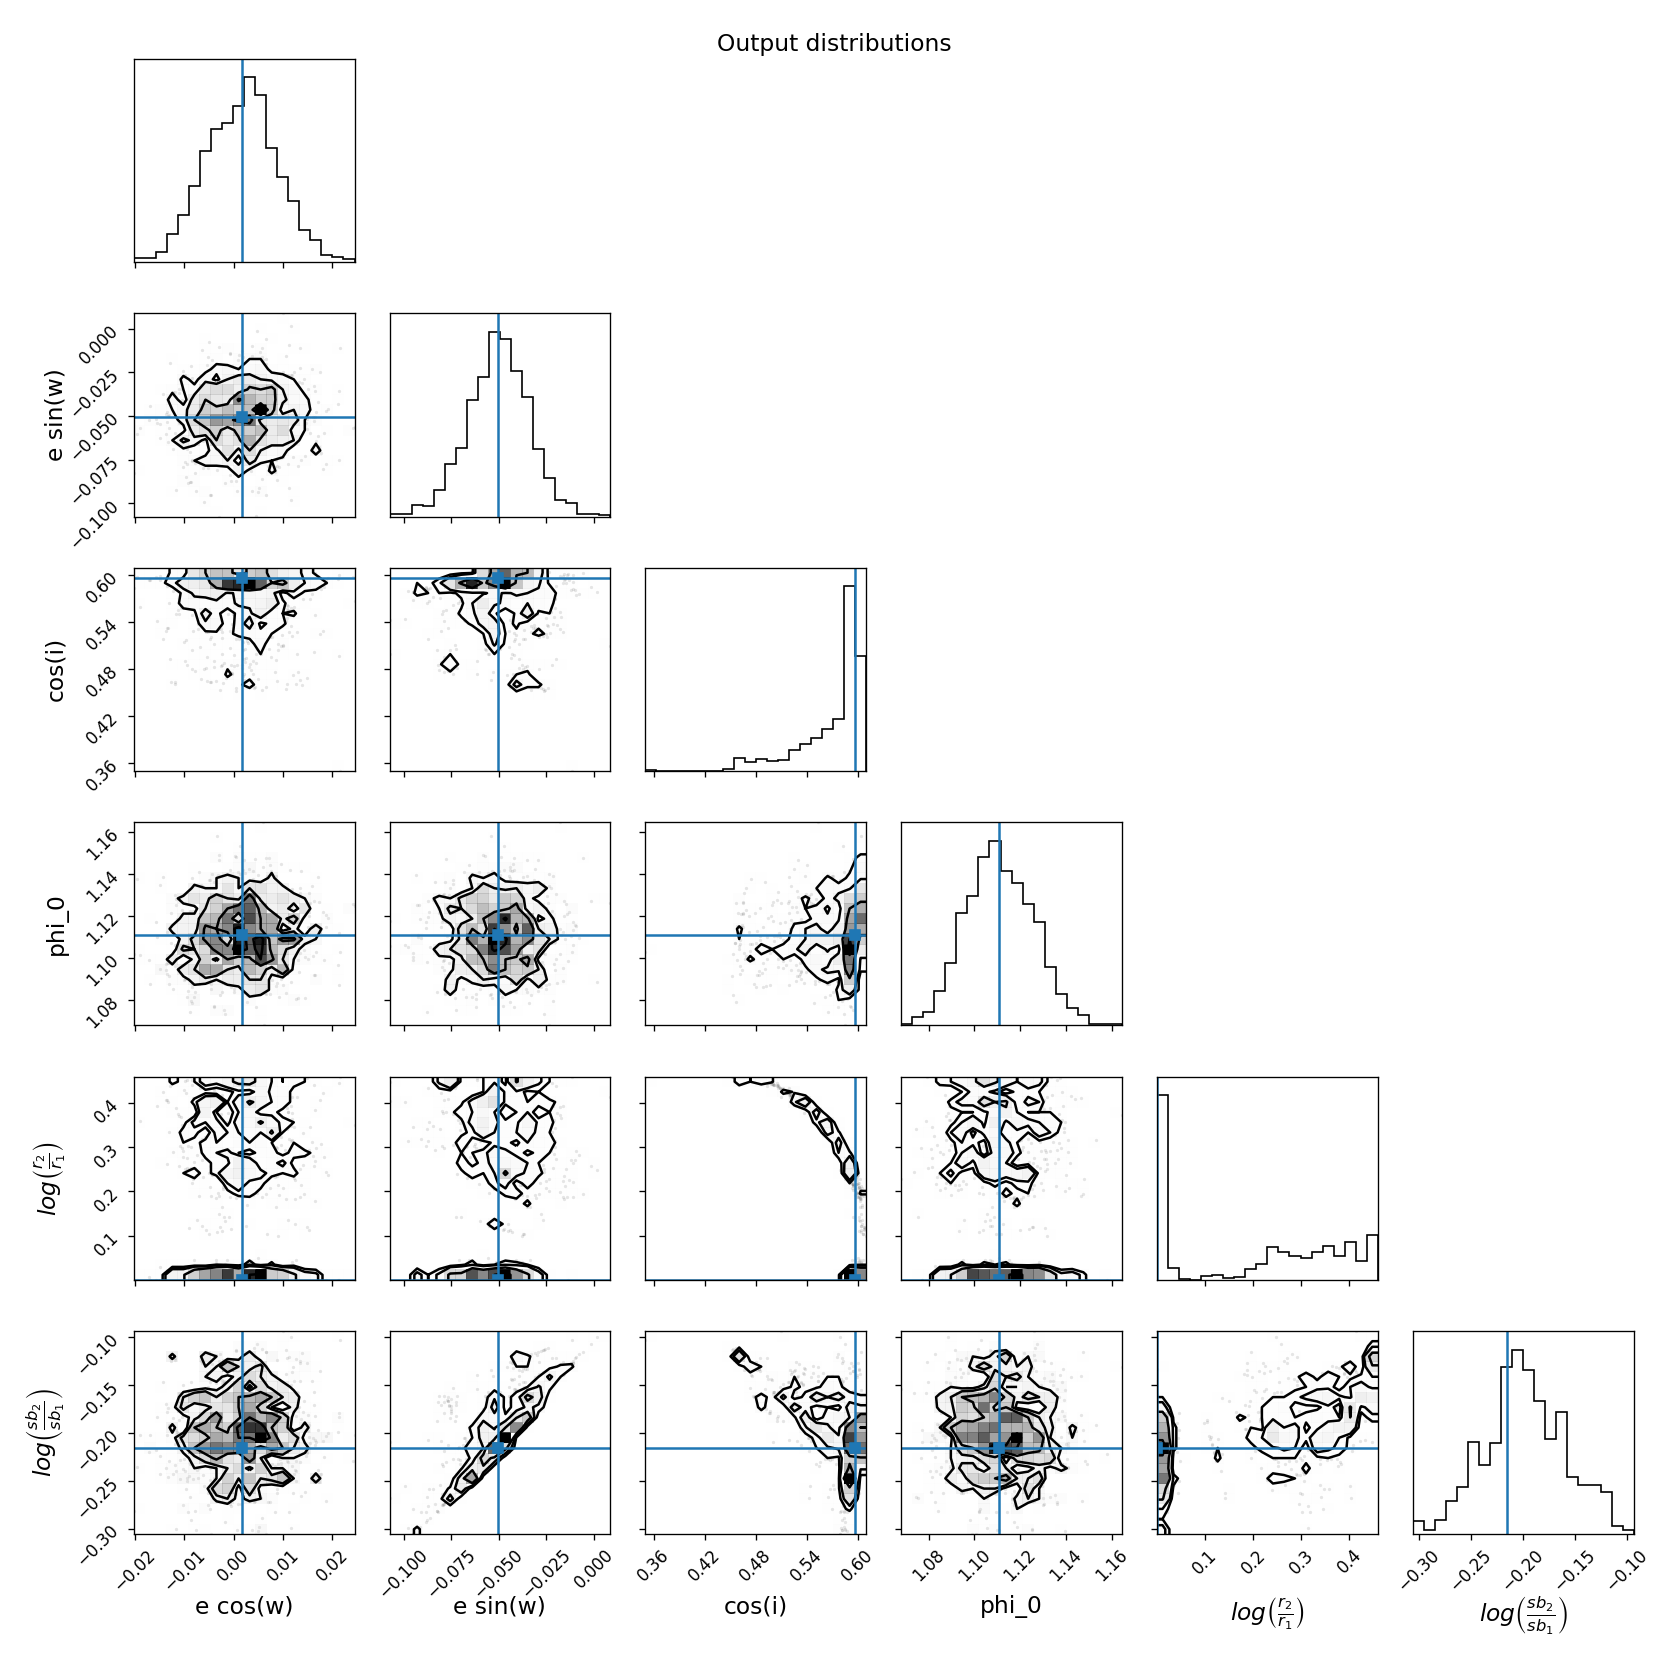 Output distributions
e sin(w)
0.000
−0.025
−0.050
−0.075
−0.100
cos(i)
0.60
0.54
0.48
0.42
0.36
phi_0
1.16
1.14
1.12
1.10
1.08
log(r₂/r₁)
0.4
0.3
0.2
0.1
log(sb₂/sb₁)
−0.10
−0.15
−0.20
−0.25
−0.30
−0.02 −0.01 0.00 0.01 0.02
−0.100 −0.075 −0.050 −0.025 0.000
0.36 0.42 0.48 0.54 0.60
1.08 1.10 1.12 1.14 1.16
0.1 0.2 0.3 0.4
−0.30 −0.25 −0.20 −0.15 −0.10
e cos(w)
e sin(w)
cos(i)
phi_0
log(r₂/r₁)
log(sb₂/sb₁)